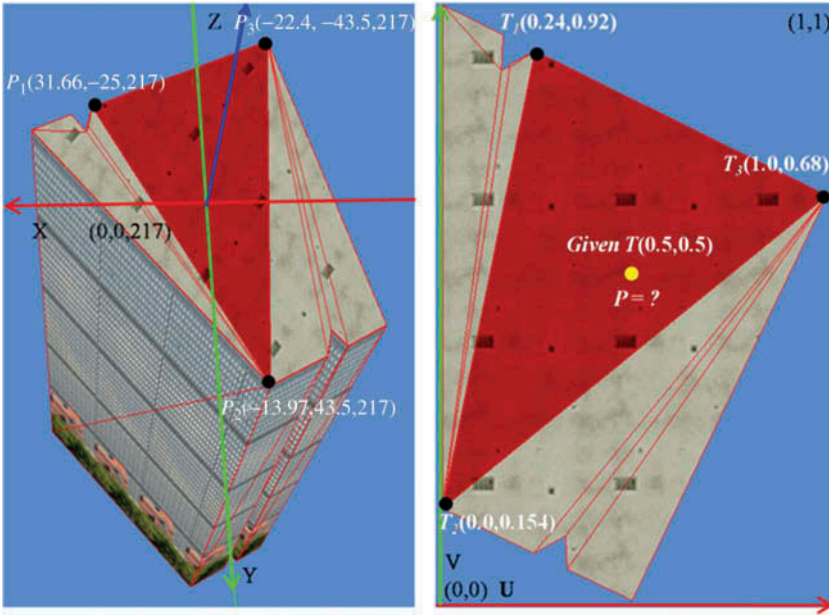 Z
P3(−22.4, −43.5,217)
P1(31.66,−25,217)
X
(0,0,217)
P2(−13.97,43.5,217)
Y
T1(0.24,0.92)
(1,1)
T3(1.0,0.68)
Given T(0.5,0.5)
P = ?
T2(0.0,0.154)
V
(0,0) U